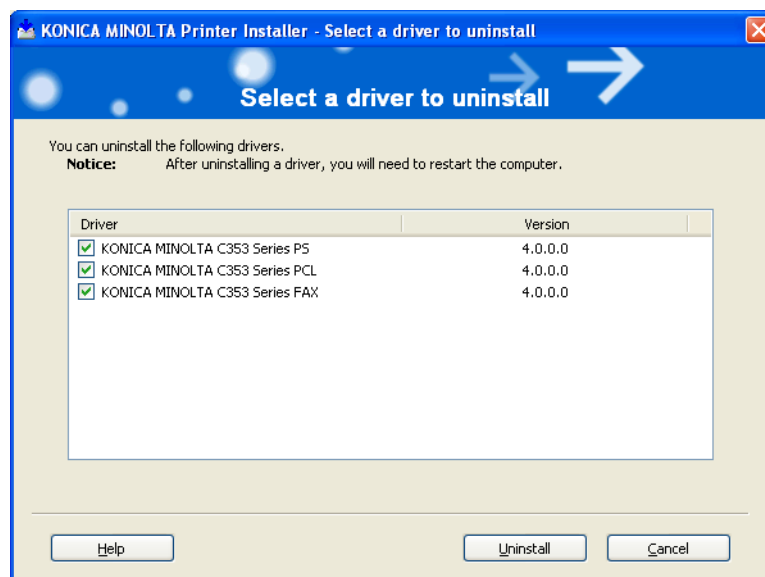 KONICA MINOLTA Printer Installer - Select a driver to uninstall
Select a driver to uninstall
You can uninstall the following drivers.
Notice: After uninstalling a driver, you will need to restart the computer.
Driver Version
KONICA MINOLTA C353 Series PS 4.0.0.0
KONICA MINOLTA C353 Series PCL 4.0.0.0
KONICA MINOLTA C353 Series FAX 4.0.0.0
Help Uninstall Cancel